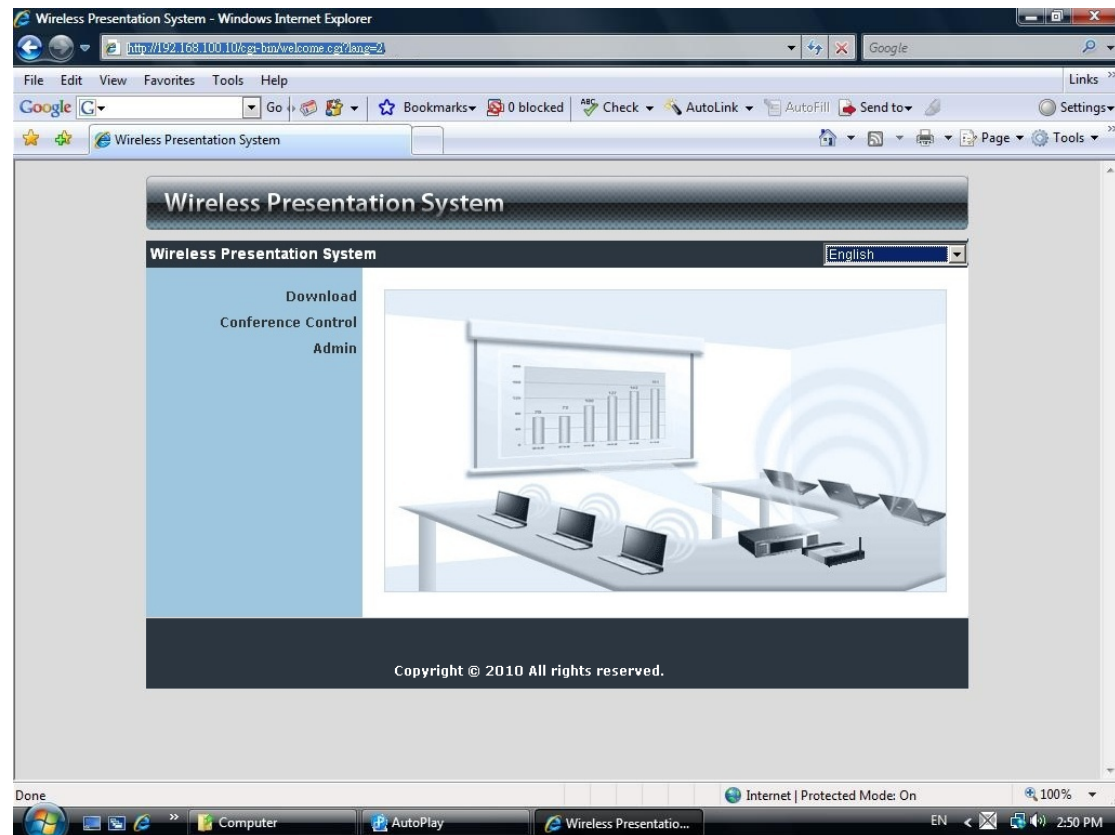 Wireless Presentation System - Windows Internet Explorer
http://192.168.100.10/cgi-bin/welcome.cgi?lang=2
Google
File Edit View Favorites Tools Help
Links
Google G Go Bookmarks 0 blocked Check AutoLink AutoFill Send to Settings
Wireless Presentation System
Page Tools
Wireless Presentation System
Wireless Presentation System
English
Download
Conference Control
Admin
Copyright © 2010 All rights reserved.
Done
Internet | Protected Mode: On
100%
Computer
AutoPlay
Wireless Presentatio...
EN
2:50 PM